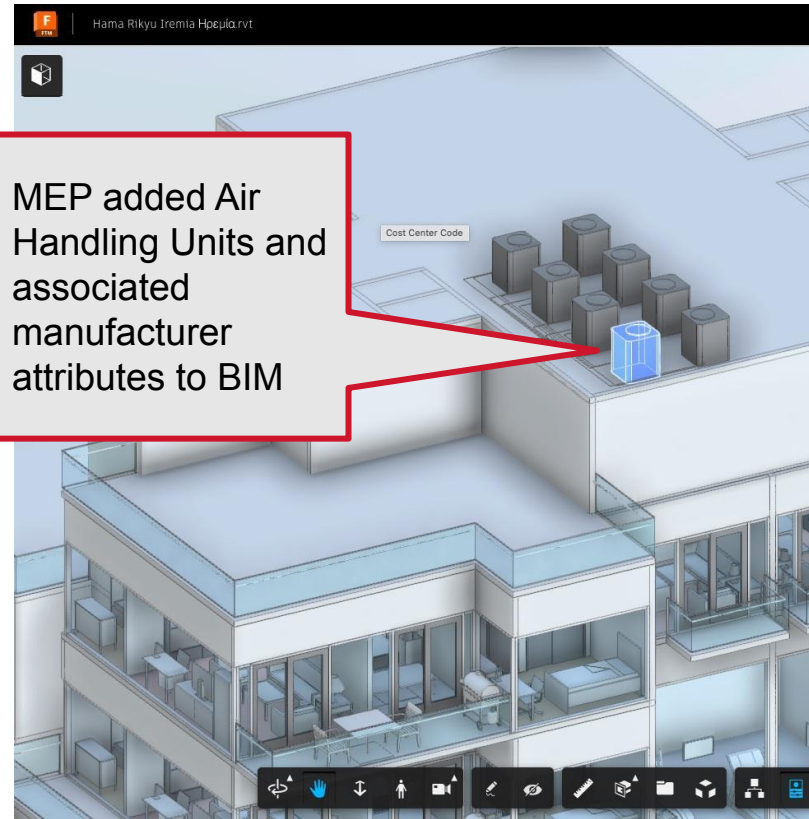 F
FTM
Hama Rikyu Iremia Ηρεμία.rvt
MEP added Air
Handling Units and
associated
manufacturer
attributes to BIM
Cost Center Code